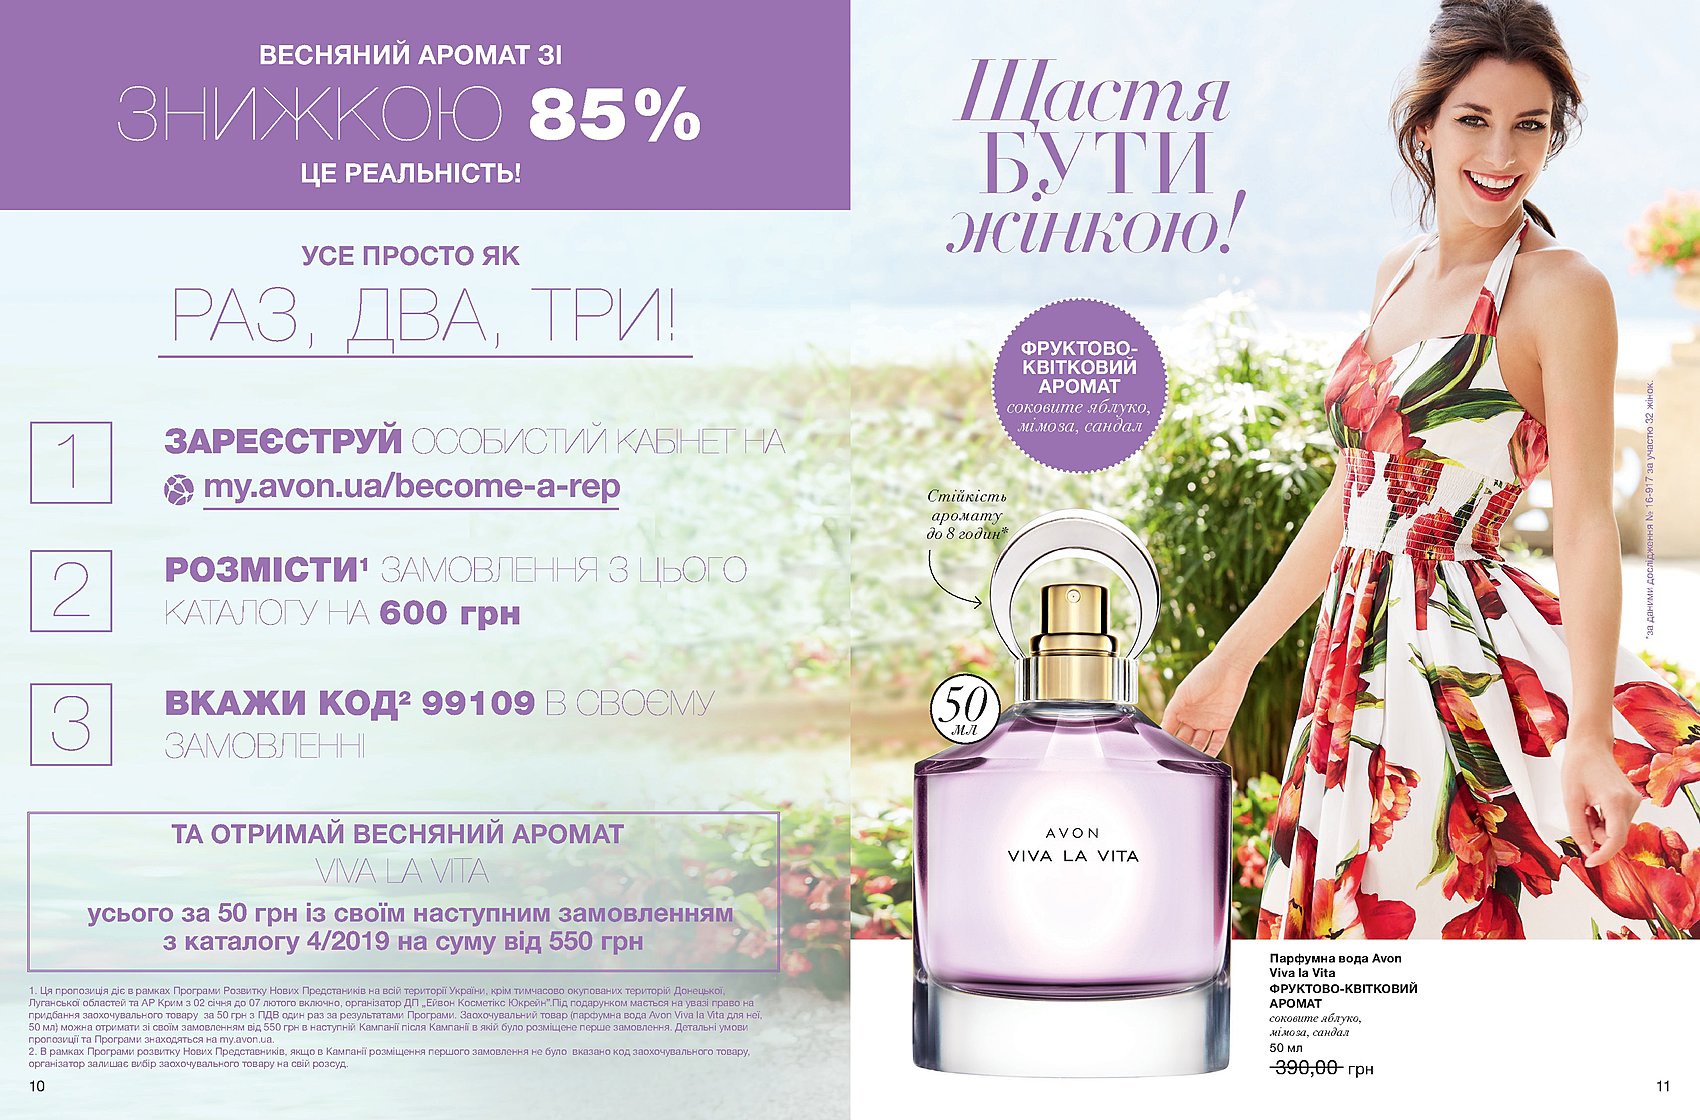 ВЕСНЯНИЙ АРОМАТ ЗІ
ЗНИЖКОЮ 85%
ЦЕ РЕАЛЬНІСТЬ!
УСЕ ПРОСТО ЯК
РАЗ, ДВА, ТРИ!
1
ЗАРЕЄСТРУЙ ОСОБИСТИЙ КАБІНЕТ НА
my.avon.ua/become-a-rep
2
РОЗМІСТИ¹ ЗАМОВЛЕННЯ З ЦЬОГО
КАТАЛОГУ НА 600 грн
3
ВКАЖИ КОД² 99109 В СВОЄМУ
ЗАМОВЛЕННІ
ТА ОТРИМАЙ ВЕСНЯНИЙ АРОМАТ
VIVA LA VITA
усього за 50 грн із своїм наступним замовленням
з каталогу 4/2019 на суму від 550 грн
1. Ця пропозиція діє в рамках Програми Розвитку Нових Предстаників на всій території України, крім тимчасово окупованих територій Донецької,
Луганської областей та АР Крим з 02 січня до 07 лютого включно, організатор ДП „Ейвон Косметікс Юкрейн".Під подарунком мається на увазі право на
придбання заохочувального товару за 50 грн з ПДВ один раз за результатами Програми. Заохочувальний товар (парфумна вода Avon Viva la Vita для неї,
50 мл) можна отримати зі своїм замовленням від 550 грн в наступній Кампанії після Кампанії в якій було розміщене перше замовлення. Детальні умови
пропозиції та Програми знаходяться на my.avon.ua.
2. В рамках Програми розвитку Нових Представників, якщо в Кампанії розміщення першого замовлення не було вказано код заохочувального товару,
організатор залишає вибір заохочувального товару на свій розсуд.
10
Щастя
БУТИ
жінкою!
ФРУКТОВО-
КВІТКОВИЙ
АРОМАТ
соковите яблуко,
мімоза, сандал
Стійкість
аромату
до 8 годин*
50
мл
AVON
VIVA LA VITA
*за даними дослідження № 16-917 за участю 332 жінок.
Парфумна вода Avon
Viva la Vita
ФРУКТОВО-КВІТКОВИЙ
АРОМАТ
соковите яблуко,
мімоза, сандал
50 мл
390,00 грн
11